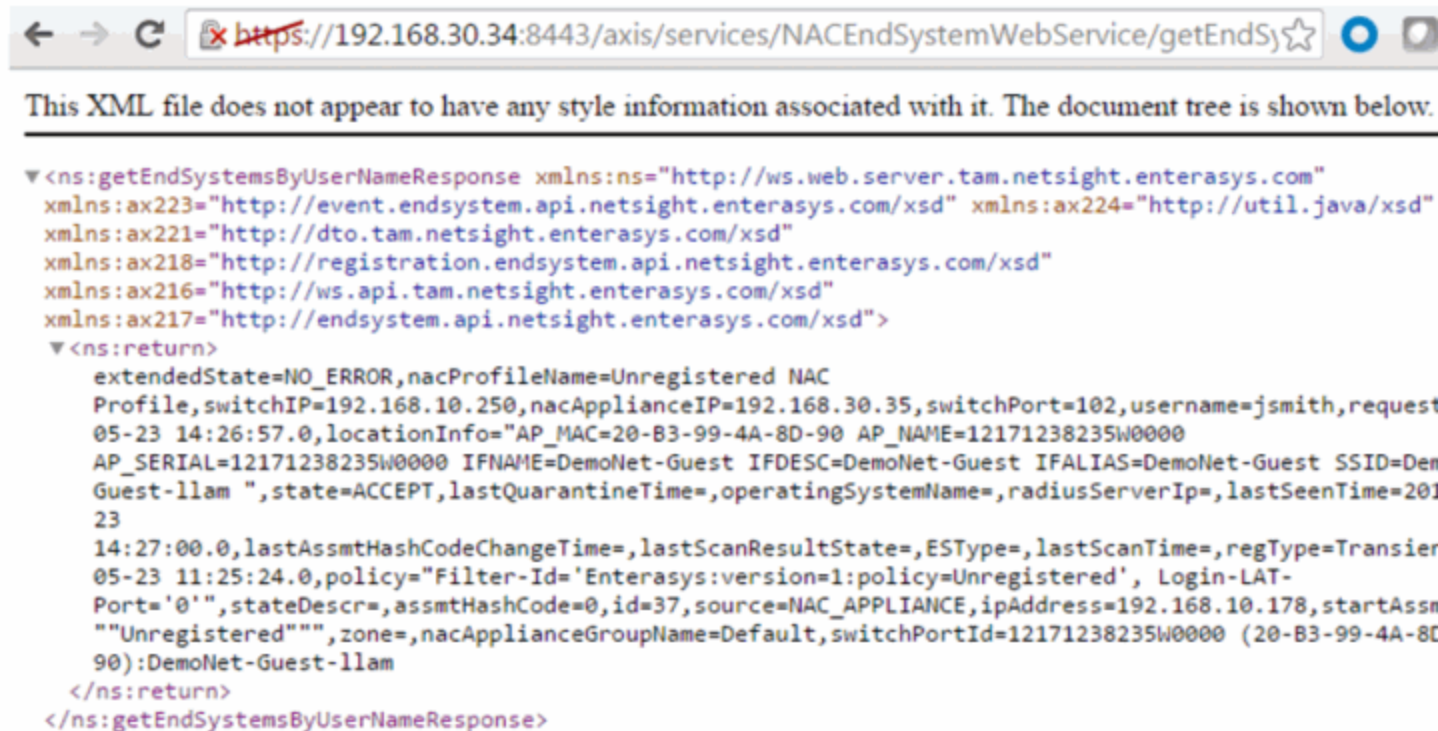 https://192.168.30.34:8443/axis/services/NACEndSystemWebService/getEndSy
This XML file does not appear to have any style information associated with it. The document tree is shown below.
▼<ns:getEndSystemsByUserNameResponse xmlns:ns="http://ws.web.server.tam.netsight.enterasys.com"
xmlns:ax223="http://event.endsystem.api.netsight.enterasys.com/xsd" xmlns:ax224="http://util.java/xsd"
xmlns:ax221="http://dto.tam.netsight.enterasys.com/xsd"
xmlns:ax218="http://registration.endsystem.api.netsight.enterasys.com/xsd"
xmlns:ax216="http://ws.api.tam.netsight.enterasys.com/xsd"
xmlns:ax217="http://endsystem.api.netsight.enterasys.com/xsd">
▼<ns:return>
extendedState=NO_ERROR,nacProfileName=Unregistered NAC
Profile,switchIP=192.168.10.250,nacApplianceIP=192.168.30.35,switchPort=102,username=jsmith,request
05-23 14:26:57.0,locationInfo="AP_MAC=20-B3-99-4A-8D-90 AP_NAME=12171238235W0000
AP_SERIAL=12171238235W0000 IFNAME=DemoNet-Guest IFDESC=DemoNet-Guest IFALIAS=DemoNet-Guest SSID=Dem
Guest-llam ",state=ACCEPT,lastQuarantineTime=,operatingSystemName=,radiusServerIp=,lastSeenTime=201
23
14:27:00.0,lastAssmtHashCodeChangeTime=,lastScanResultState=,ESType=,lastScanTime=,regType=Transien
05-23 11:25:24.0,policy="Filter-Id='Enterasys:version=1:policy=Unregistered', Login-LAT-
Port='0'",stateDescr=,assmtHashCode=0,id=37,source=NAC_APPLIANCE,ipAddress=192.168.10.178,startAssm
""Unregistered""",zone=,nacApplianceGroupName=Default,switchPortId=12171238235W0000 (20-B3-99-4A-8D
90):DemoNet-Guest-llam
</ns:return>
</ns:getEndSystemsByUserNameResponse>